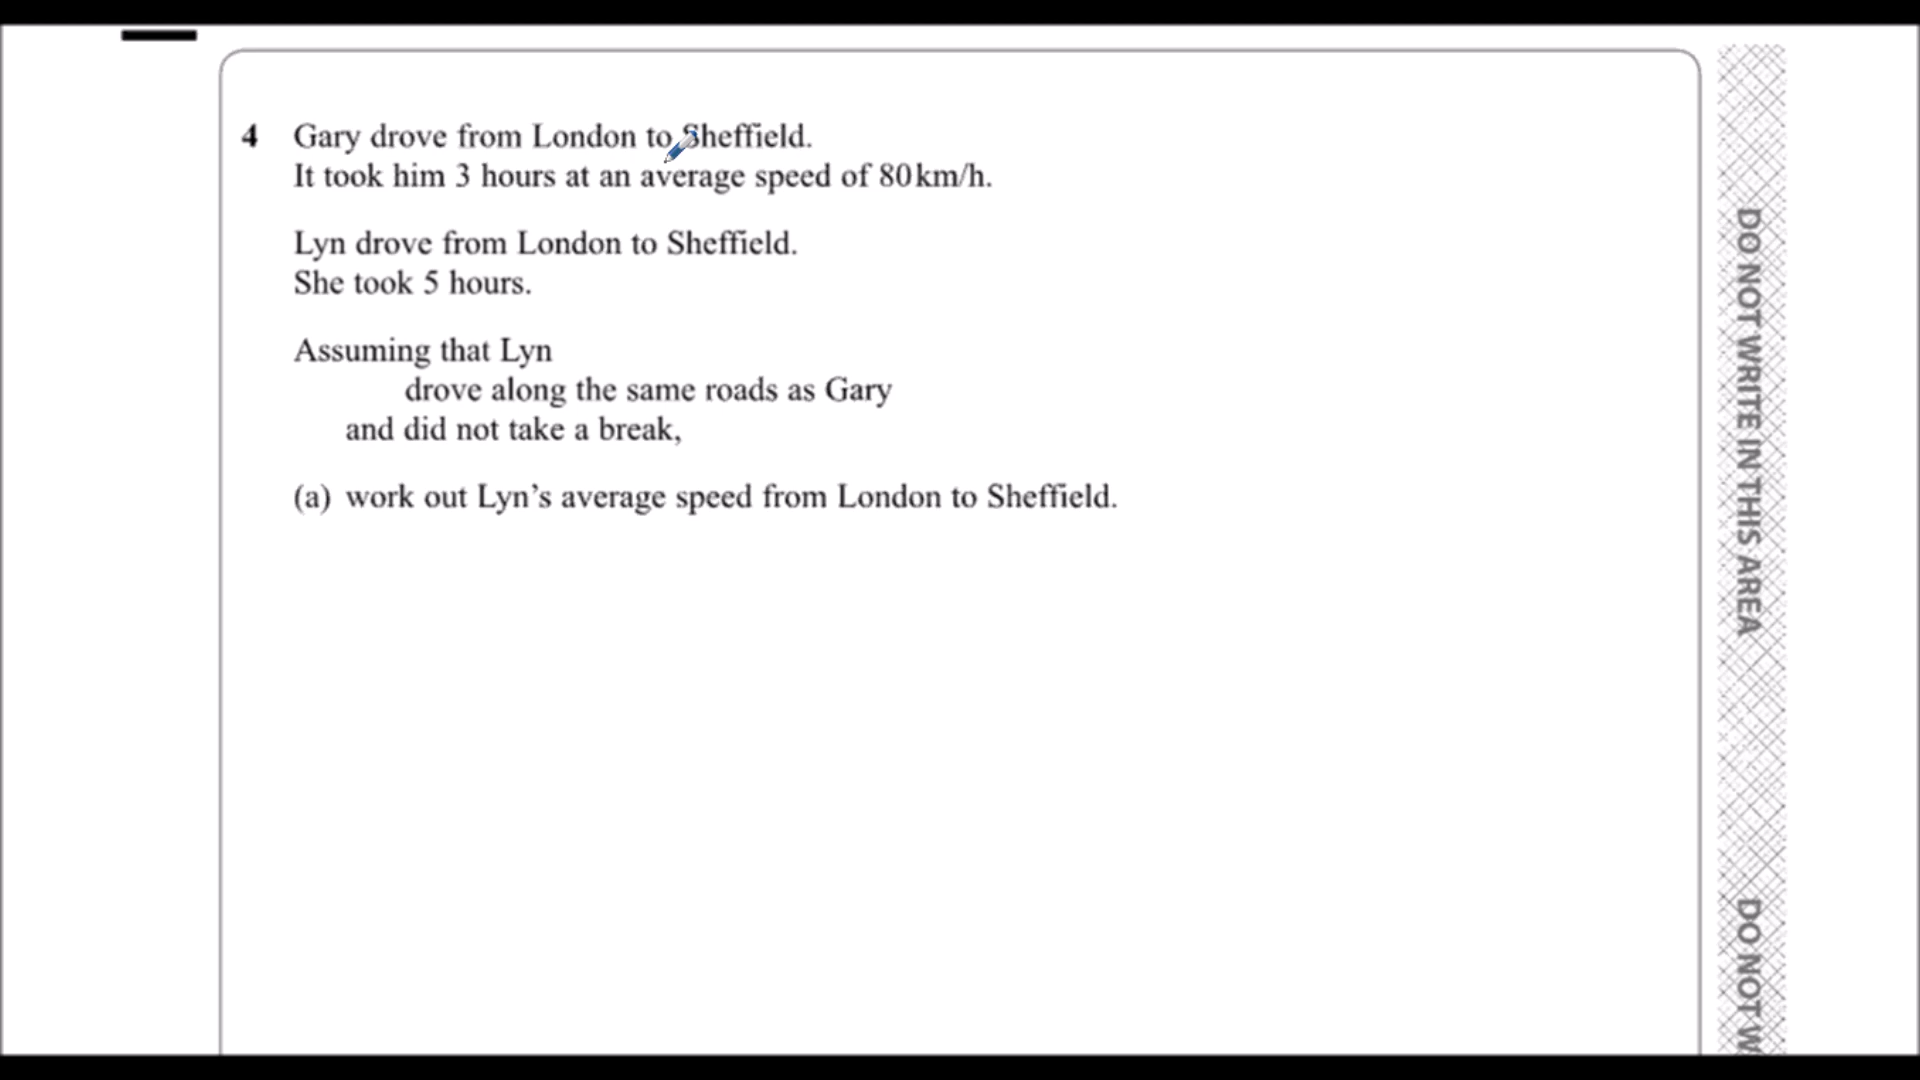 4 Gary drove from London to Sheffield.
It took him 3 hours at an average speed of 80 km/h.
Lyn drove from London to Sheffield.
She took 5 hours.
Assuming that Lyn
drove along the same roads as Gary
and did not take a break,
(a) work out Lyn’s average speed from London to Sheffield.
DO NOT WRITE IN THIS AREA
DO NOT W